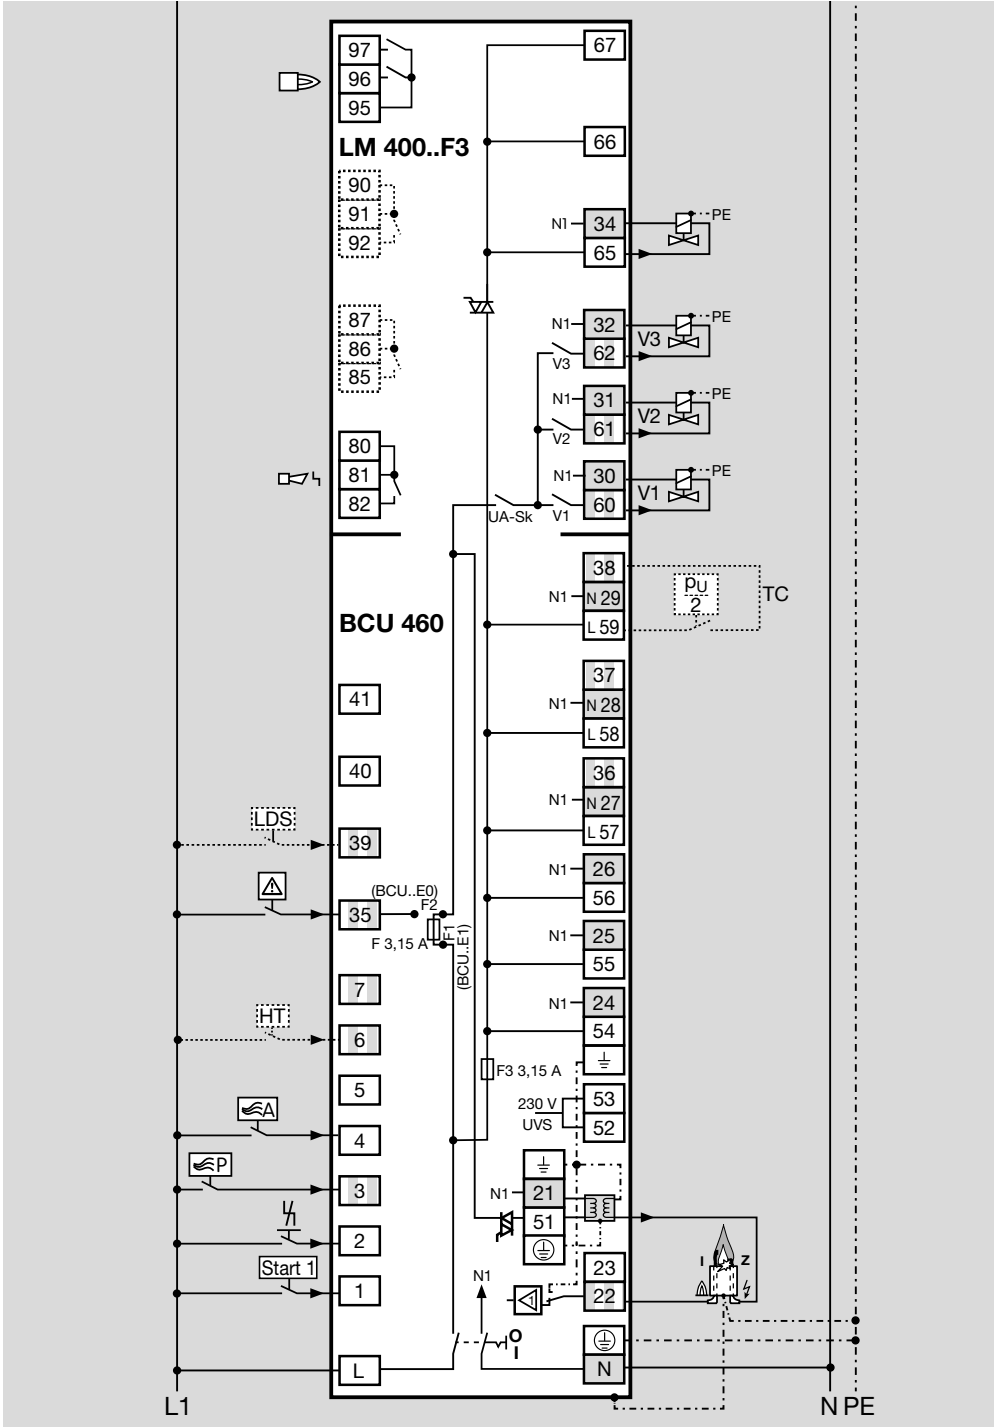 97
67
96
95
LM 400..F3
66
90
91
92
N1
34
PE
65
87
86
85
N1
32
PE
V3
62
V3
N1
31
PE
V2
61
V2
80
81
82
N1
30
PE
V1
60
V1
UA-Sk
38
pU
2
TC
N1
N 29
L 59
BCU 460
37
N1
N 28
L 58
41
36
N1
N 27
L 57
40
LDS
39
N1
26
56
(BCU..E0)
35
F2
F1
F 3,15 A
(BCU..E1)
N1
25
55
7
N1
24
54
HT
6
F3 3,15 A
5
230 V
UVS
53
52
A
4
P
3
N1
21
51
2
Start 1
1
N1
1
23
22
I
Z
O
I
L
N
L1
N PE